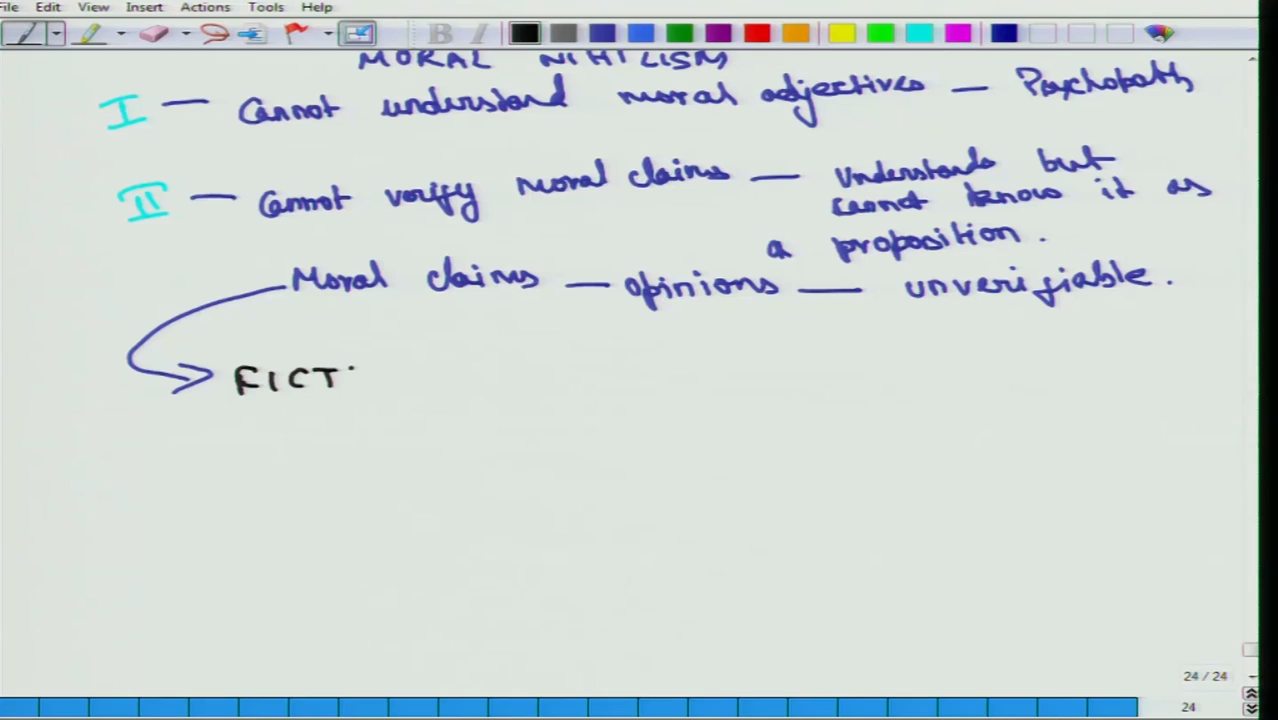 File Edit View Insert Actions Tools Help
MORAL NIHILISM
I — Cannot understand moral adjectives — Psychopath
II — Cannot verify moral claims — understands but
cannot know it as
a proposition.
Moral claims — opinions — unverifiable.
FICT
24 / 24
24